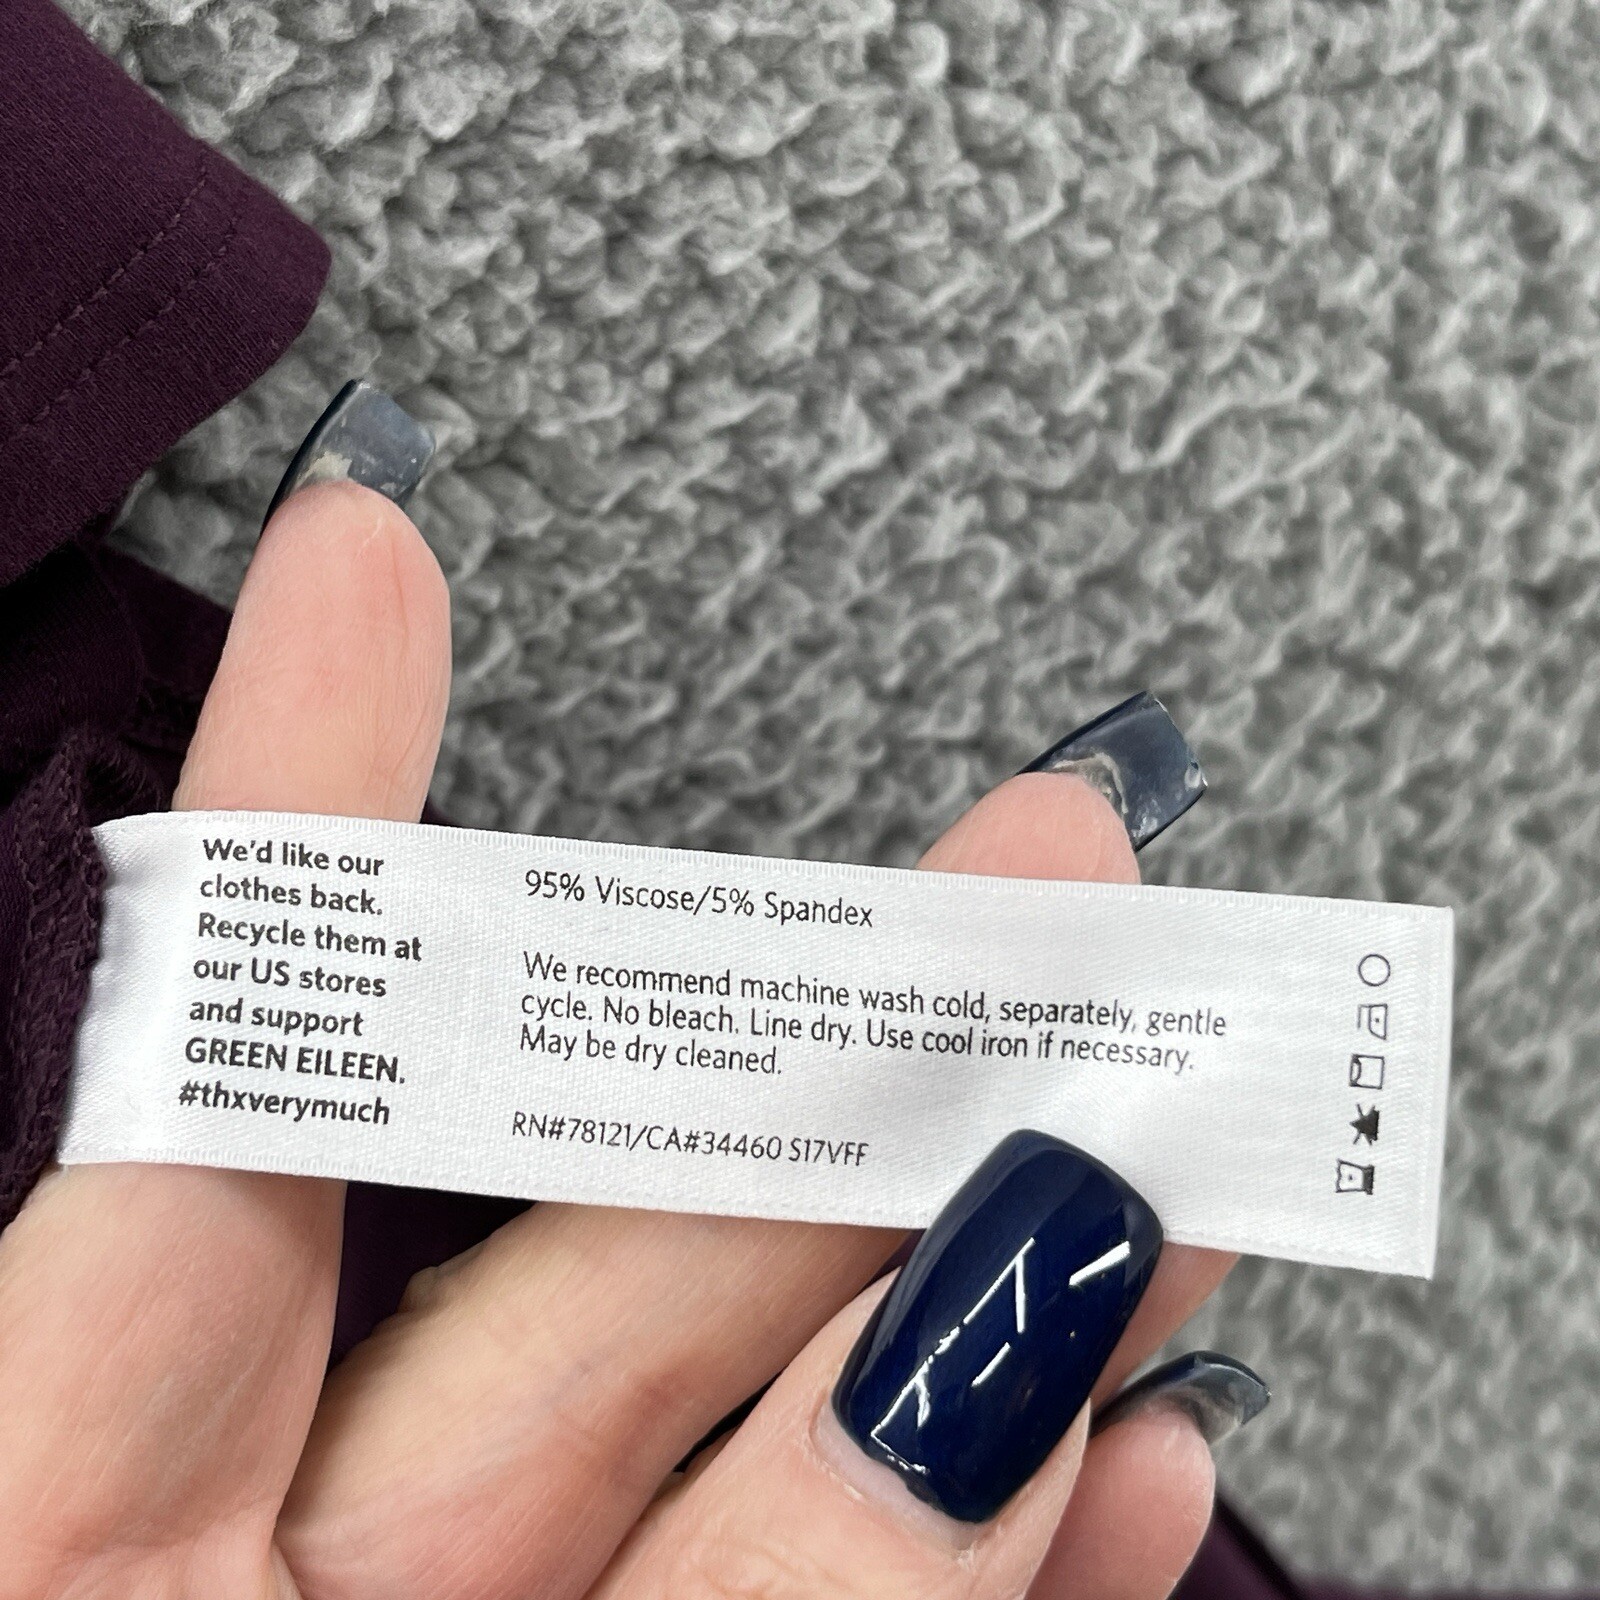 We'd like our
clothes back.
Recycle them at
our US stores
and support
GREEN EILEEN.
#thxverymuch
95% Viscose/5% Spandex
We recommend machine wash cold, separately, gentle
cycle. No bleach. Line dry. Use cool iron if necessary.
May be dry cleaned.
RN#78121/CA#34460 S17VFF